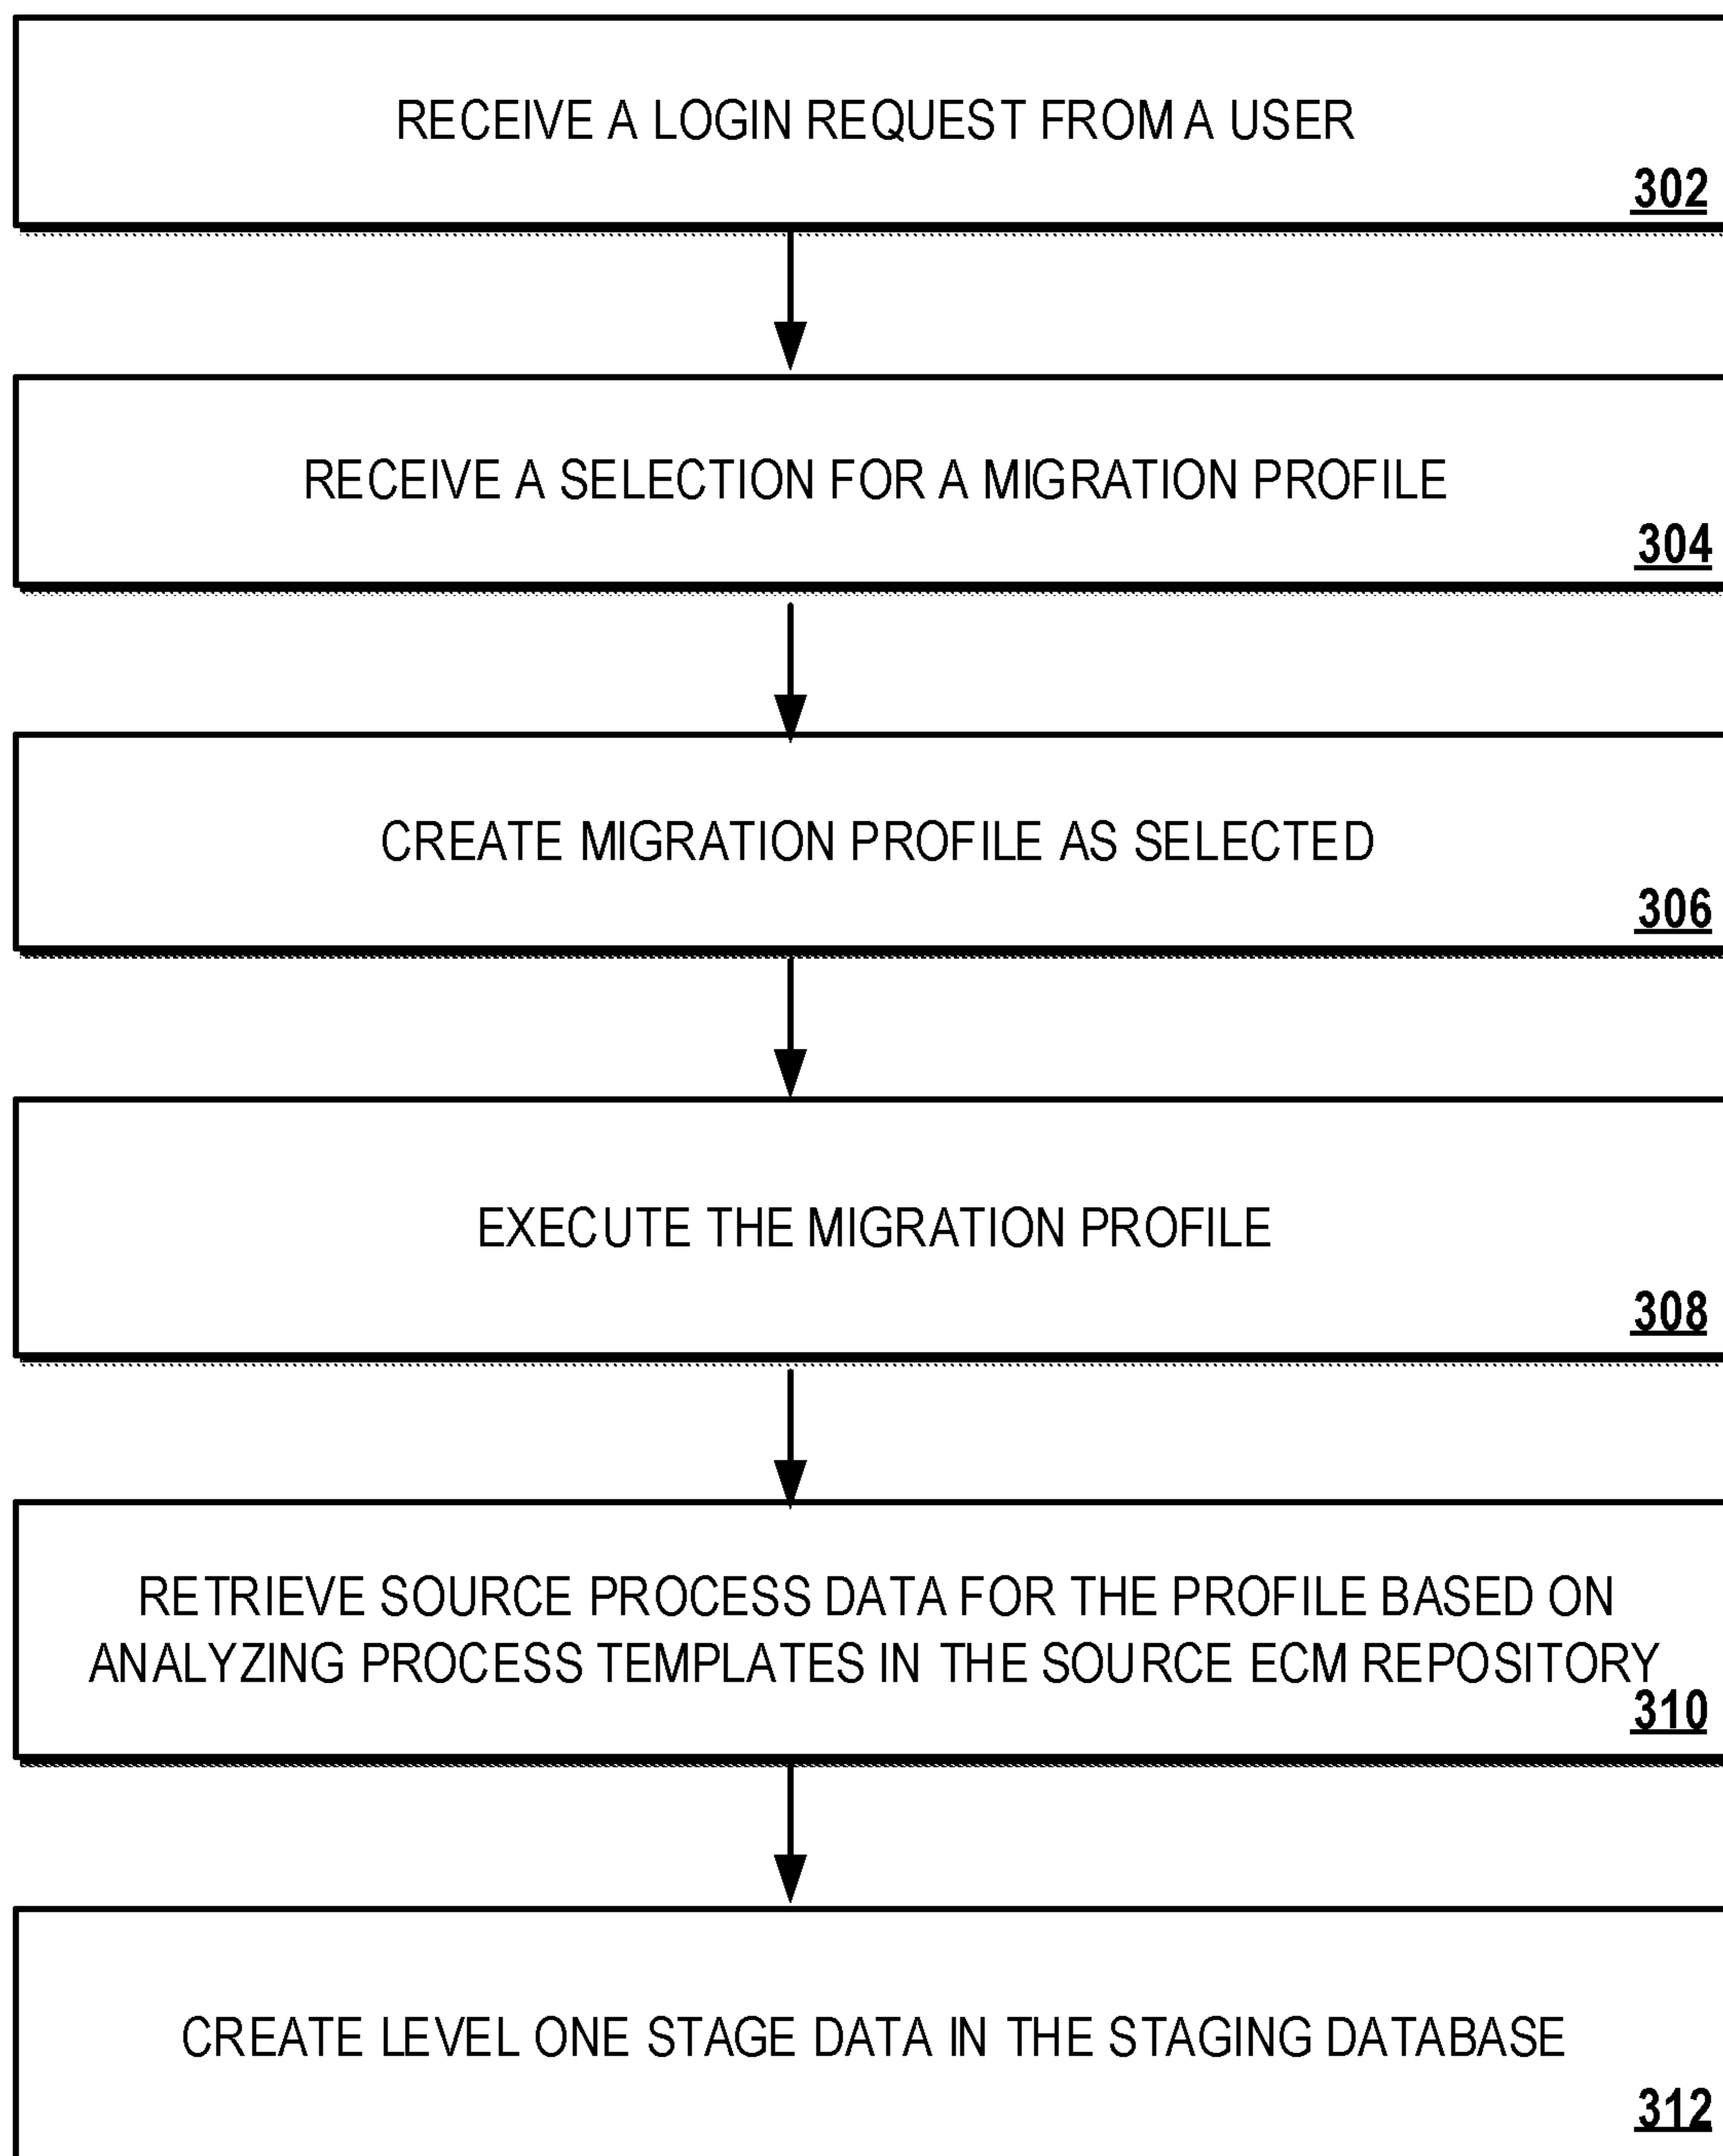 RECEIVE A LOGIN REQUEST FROM A USER
302
RECEIVE A SELECTION FOR A MIGRATION PROFILE
304
CREATE MIGRATION PROFILE AS SELECTED
306
EXECUTE THE MIGRATION PROFILE
308
RETRIEVE SOURCE PROCESS DATA FOR THE PROFILE BASED ON
ANALYZING PROCESS TEMPLATES IN THE SOURCE ECM REPOSITORY
310
CREATE LEVEL ONE STAGE DATA IN THE STAGING DATABASE
312